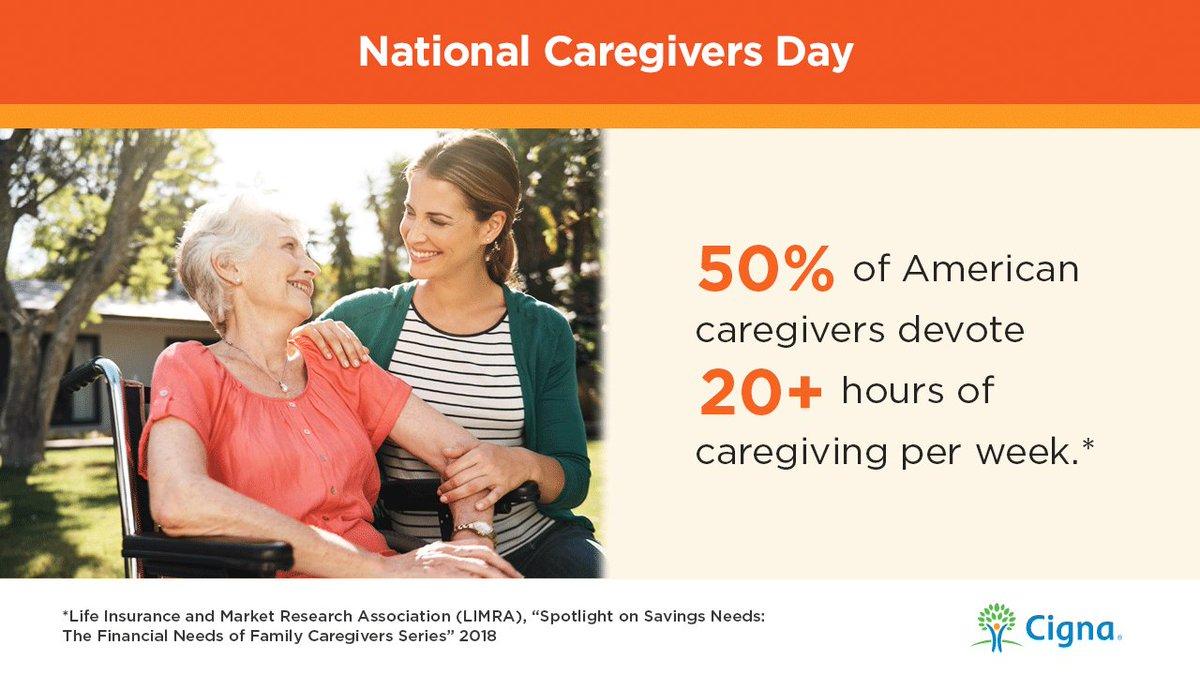 National Caregivers Day
50% of American
caregivers devote
20+ hours of
caregiving per week.*
*Life Insurance and Market Research Association (LIMRA), “Spotlight on Savings Needs:
The Financial Needs of Family Caregivers Series” 2018
Cigna®